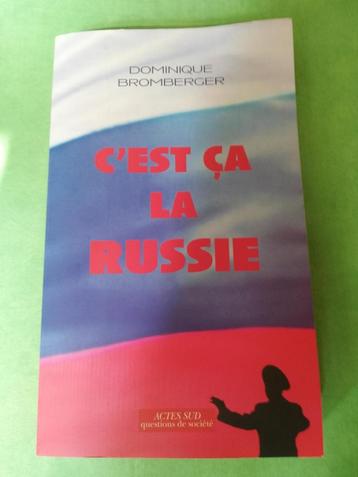 DOMINIQUE
BROMBERGER
C'EST ÇA
LA
RUSSIE
ACTES SUD
questions de société